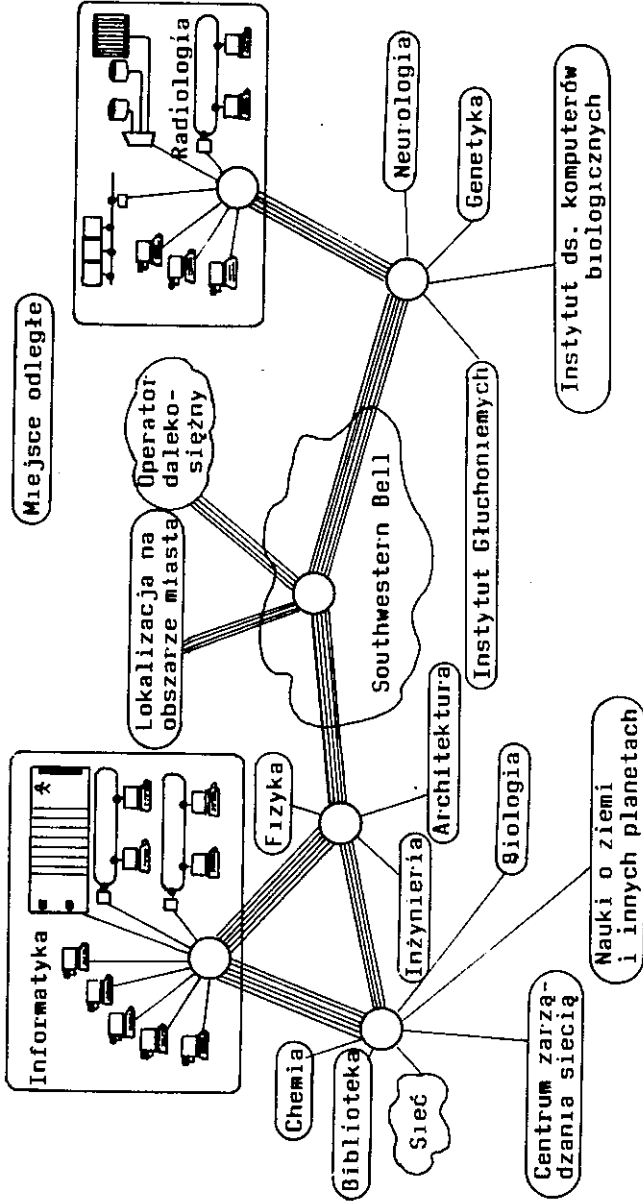 Miejsce odległe
Informatyka
Lokalizacja na
obszarze miasta
Operator
daleko-
siężny
Radiologia
Fizyka
Chemia
Biblioteka
Sieć
Inżynieria
Architektura
Southwestern Bell
Neurologia
Genetyka
Biologia
Instytut Głuchoniemych
Centrum zarzą-
dzania siecią
Nauki o ziemi
i innych planetach
Instytut ds. komputerów
biologicznych